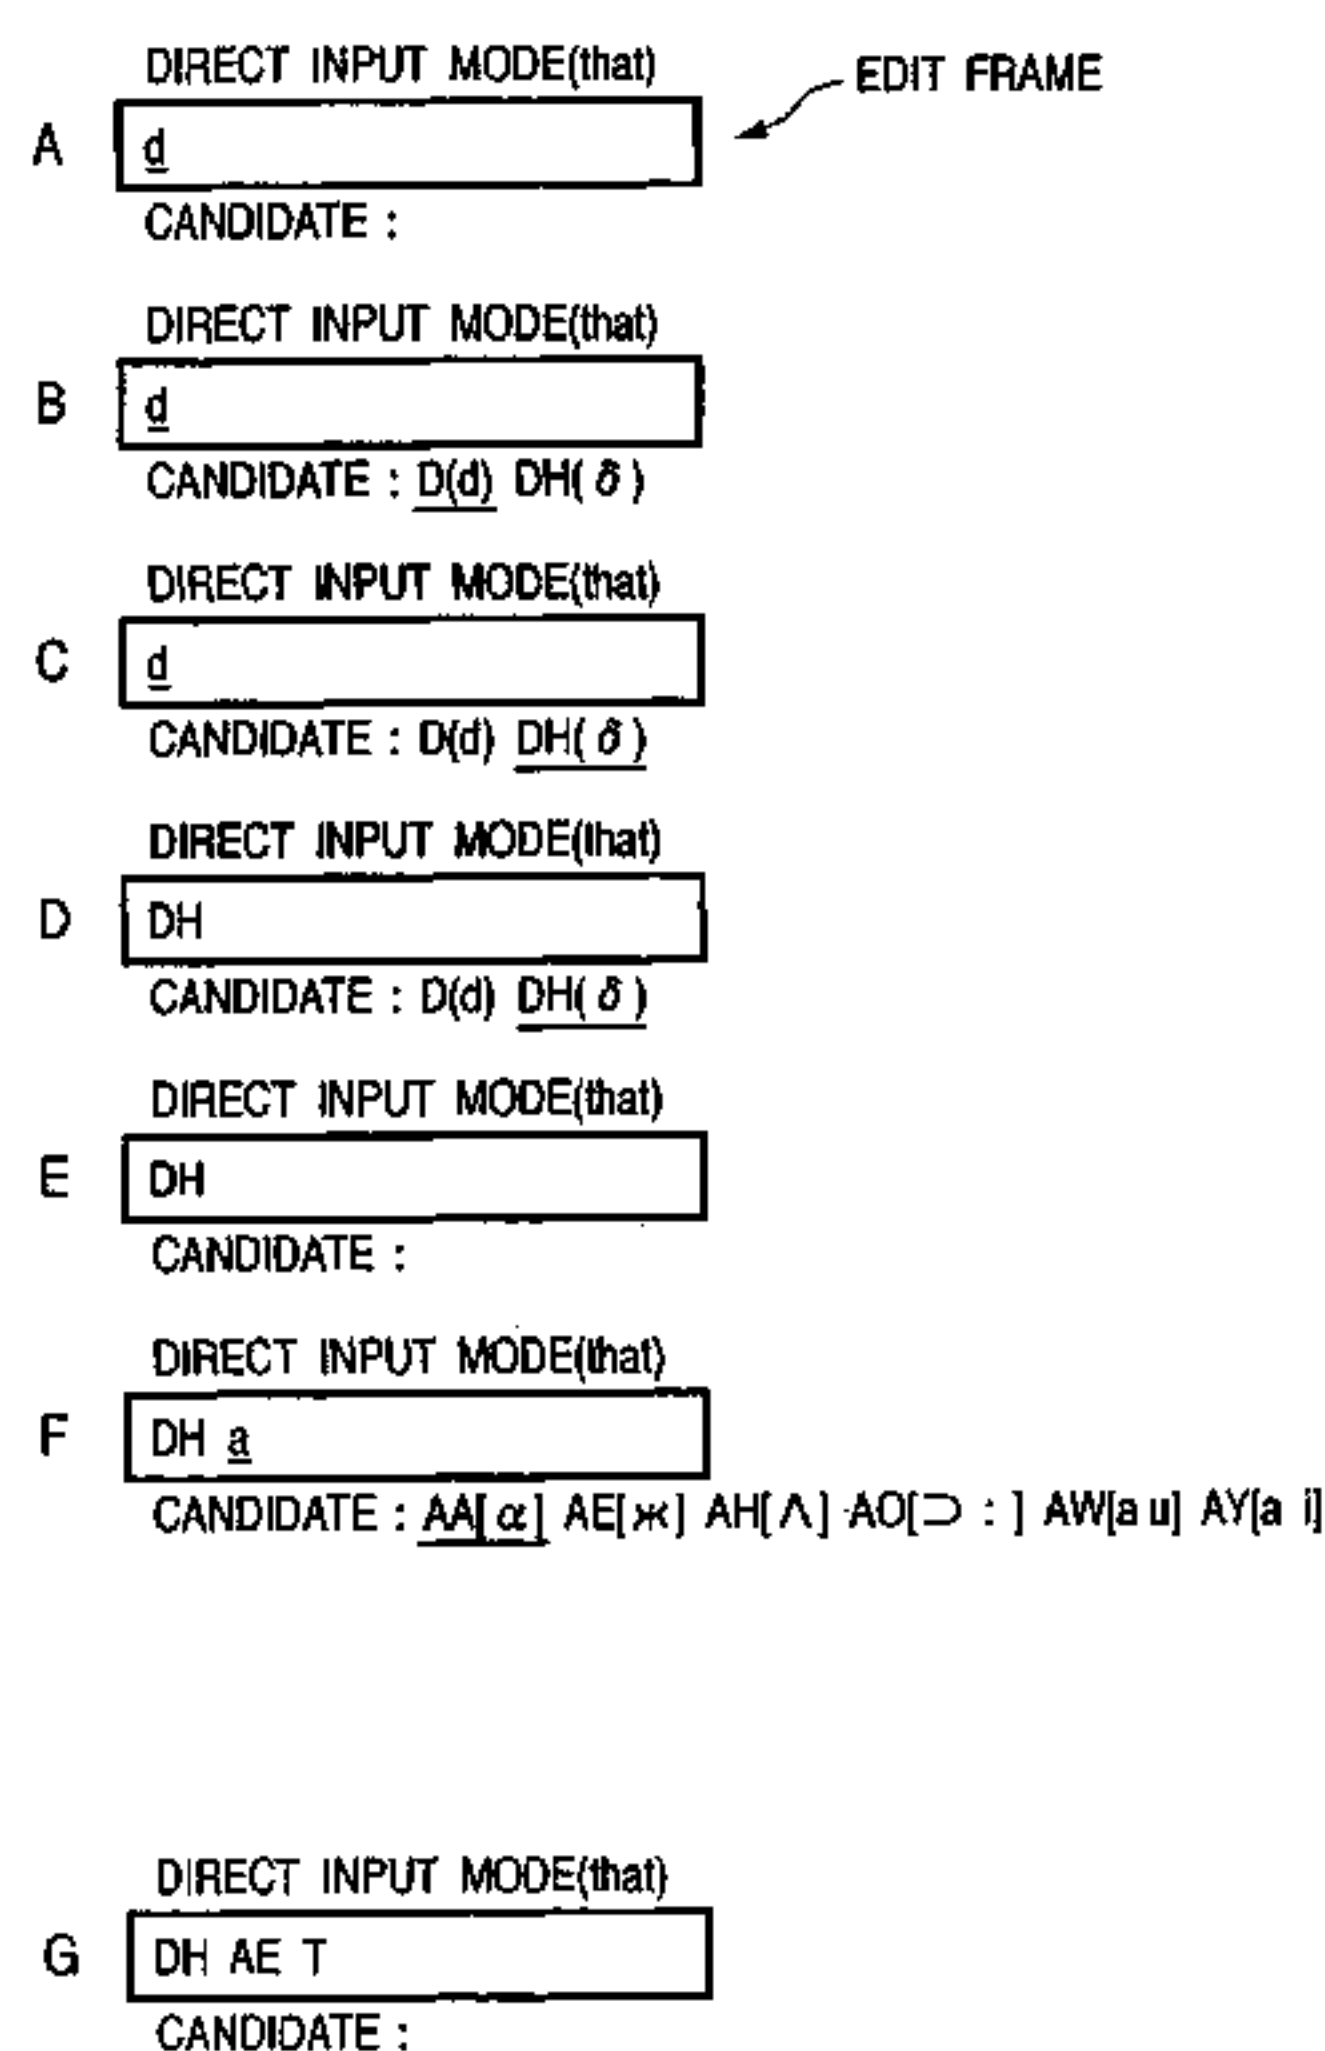 DIRECT INPUT MODE(that)
EDIT FRAME
A
d
CANDIDATE :
DIRECT INPUT MODE(that)
B
d
CANDIDATE : D(d) DH( ð )
DIRECT INPUT MODE(that)
C
d
CANDIDATE : D(d) DH( ð )
DIRECT INPUT MODE(that)
D
DH
CANDIDATE : D(d) DH( ð )
DIRECT INPUT MODE(that)
E
DH
CANDIDATE :
DIRECT INPUT MODE(that)
F
DH a
CANDIDATE : AA[ α ] AE[ ж ] AH[ Λ ] AO[ ⊃ : ] AW[a u] AY[a i]
DIRECT INPUT MODE(that)
G
DH AE T
CANDIDATE :